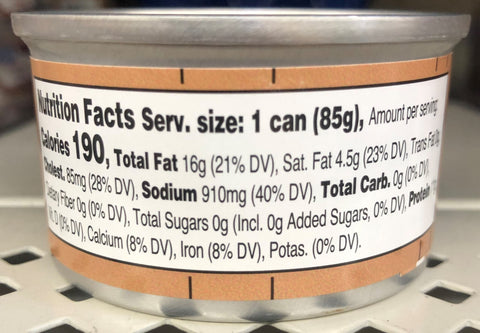 Nutrition Facts Serv. size: 1 can (85g), Amount per serving:
Calories 190, Total Fat 16g (21% DV), Sat. Fat 4.5g (23% DV), Trans Fat 0g,
Cholest. 85mg (28% DV), Sodium 910mg (40% DV), Total Carb. 0g (0% DV),
Dietary Fiber 0g (0% DV), Total Sugars 0g (Incl. 0g Added Sugars, 0% DV), Protein
Vit. D (0% DV), Calcium (8% DV), Iron (8% DV), Potas. (0% DV).